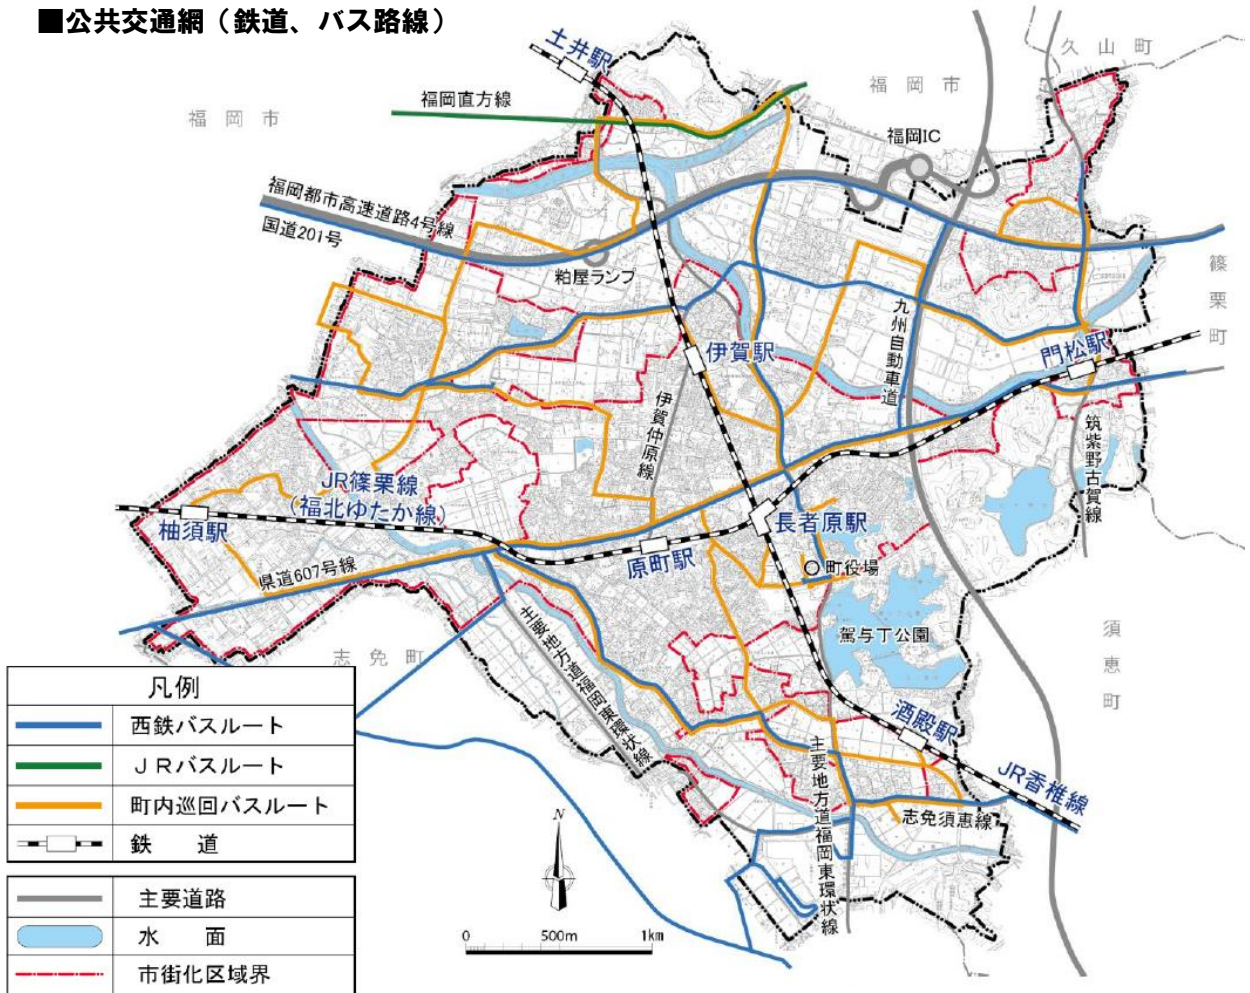 ■公共交通網（鉄道、バス路線）
土井駅
久山町
福岡市
福岡直方線
福岡市
福岡IC
福岡都市高速道路4号線
国道201号
粕屋ランプ
篠栗町
九州自動車道
伊賀駅
門松駅
伊賀仲原線
筑紫野古賀線
JR篠栗線
（福北ゆたか線）
柚須駅
長者原駅
原町駅
町役場
県道607号線
主要地方道福岡東環状線
駕与丁公園
志免町
須恵町
酒殿駅
JR香椎線
主要地方道福岡東環状線
志免須恵線
凡例
西鉄バスルート
ＪＲバスルート
町内巡回バスルート
鉄　道
主要道路
水　面
市街化区域界
N
0 500m 1km